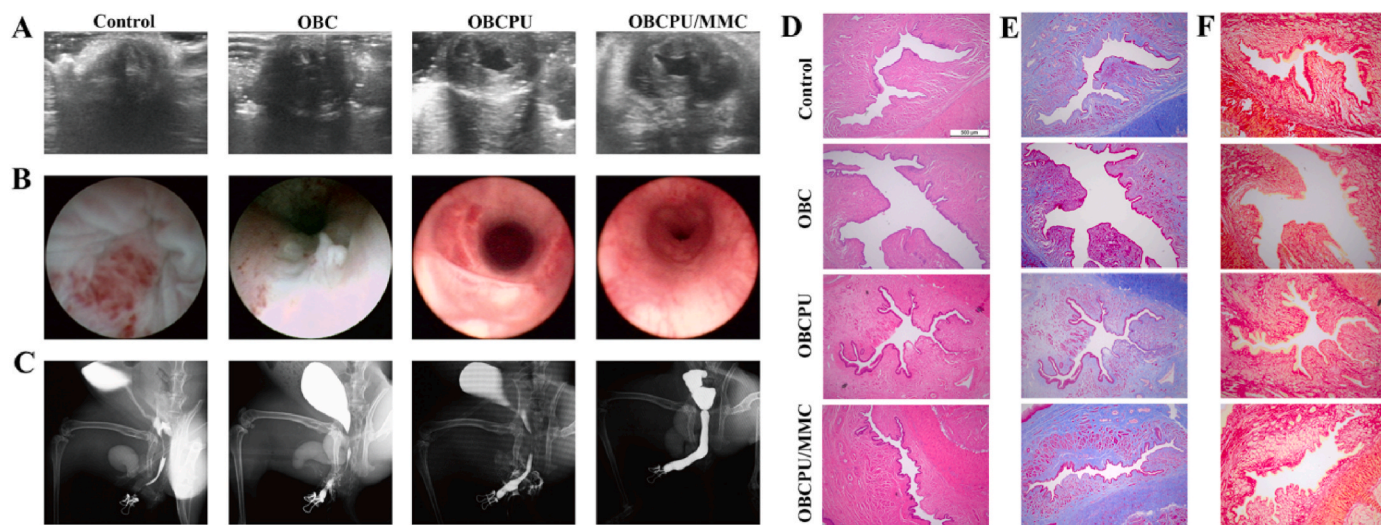 Control OBC OBCPU OBCPU/MMC
A
B
C
D E F
Control
500 μm
OBC
OBCPU
OBCPU/MMC